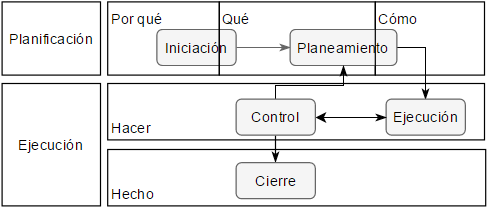 Planificación
Por qué
Qué
Cómo
Iniciación
Planeamiento
Ejecución
Control
Ejecución
Hacer
Cierre
Hecho